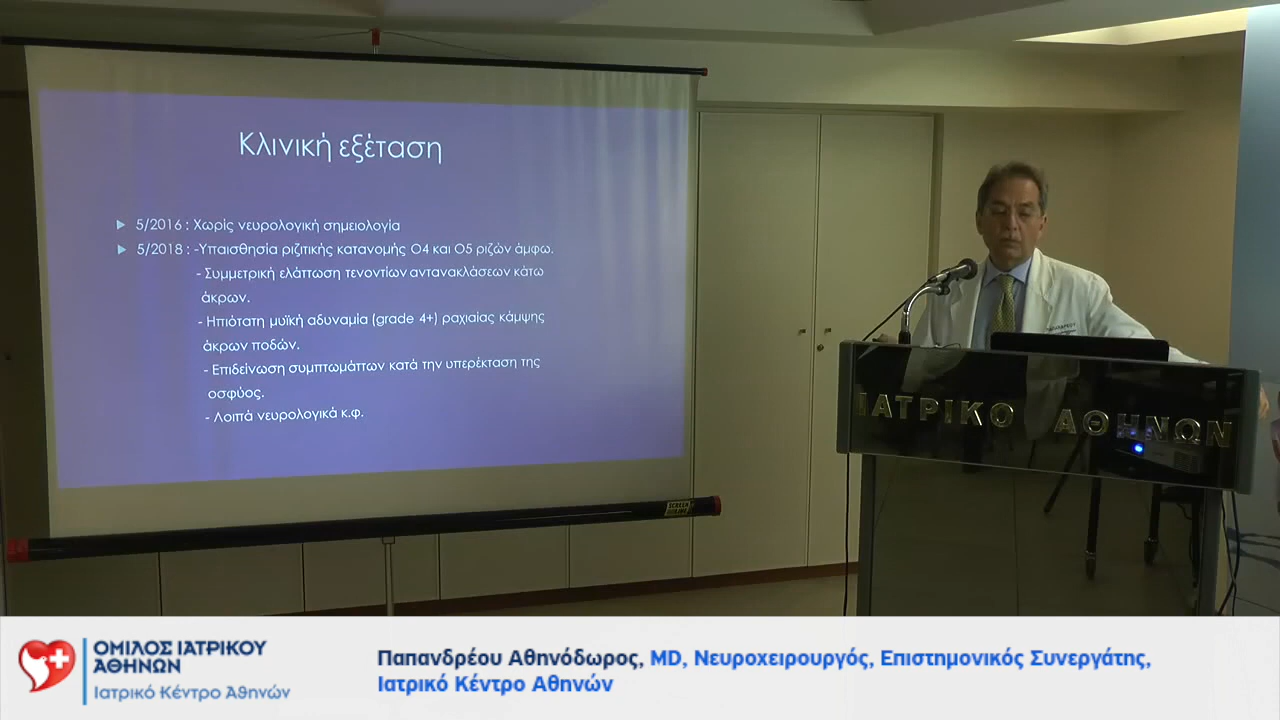 Κλινική εξέταση
5/2016 : Χωρίς νευρολογική σημειολογία
5/2018 : -Υπαισθησία ριζιτικής κατανομής Ο4 και Ο5 ριζών άμφω.
- Συμμετρική ελάττωση τενοντίων αντανακλάσεων κάτω
άκρων.
- Ηπιότατη μυϊκή αδυναμία (grade 4+) ραχιαίας κάμψης
άκρων ποδών.
- Επιδείνωση συμπτωμάττων κατά την υπερέκταση της
οσφύος.
- Λοιπά νευρολογικά κ.φ.
ΙΑΤΡΙΚΟ ΑΘΗΝΩΝ
ΟΜΙΛΟΣ ΙΑΤΡΙΚΟΥ
ΑΘΗΝΩΝ
Ιατρικό Κέντρο Αθηνών
Παπανδρέου Αθηνόδωρος, MD, Νευροχειρουργός, Επιστημονικός Συνεργάτης,
Ιατρικό Κέντρο Αθηνών